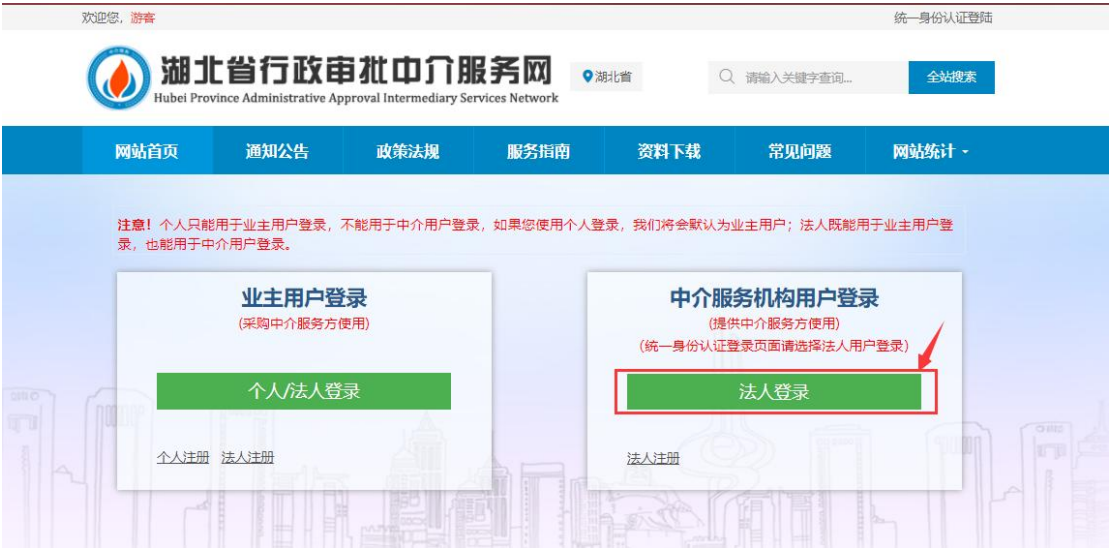 欢迎您，游客
统一身份认证登陆
湖北省行政审批中介服务网
Hubei Province Administrative Approval Intermediary Services Network
湖北省
请输入关键字查询...
全站搜索
网站首页 通知公告 政策法规 服务指南 资料下载 常见问题 网站统计
注意！个人只能用于业主用户登录，不能用于中介用户登录，如果您使用个人登录，我们将会默认为业主用户；法人既能用于业主用户登
录，也能用于中介用户登录。
业主用户登录
(采购中介服务方使用)
个人/法人登录
个人注册 法人注册
中介服务机构用户登录
(提供中介服务方使用)
(统一身份认证登录页面请选择法人用户登录)
法人登录
法人注册